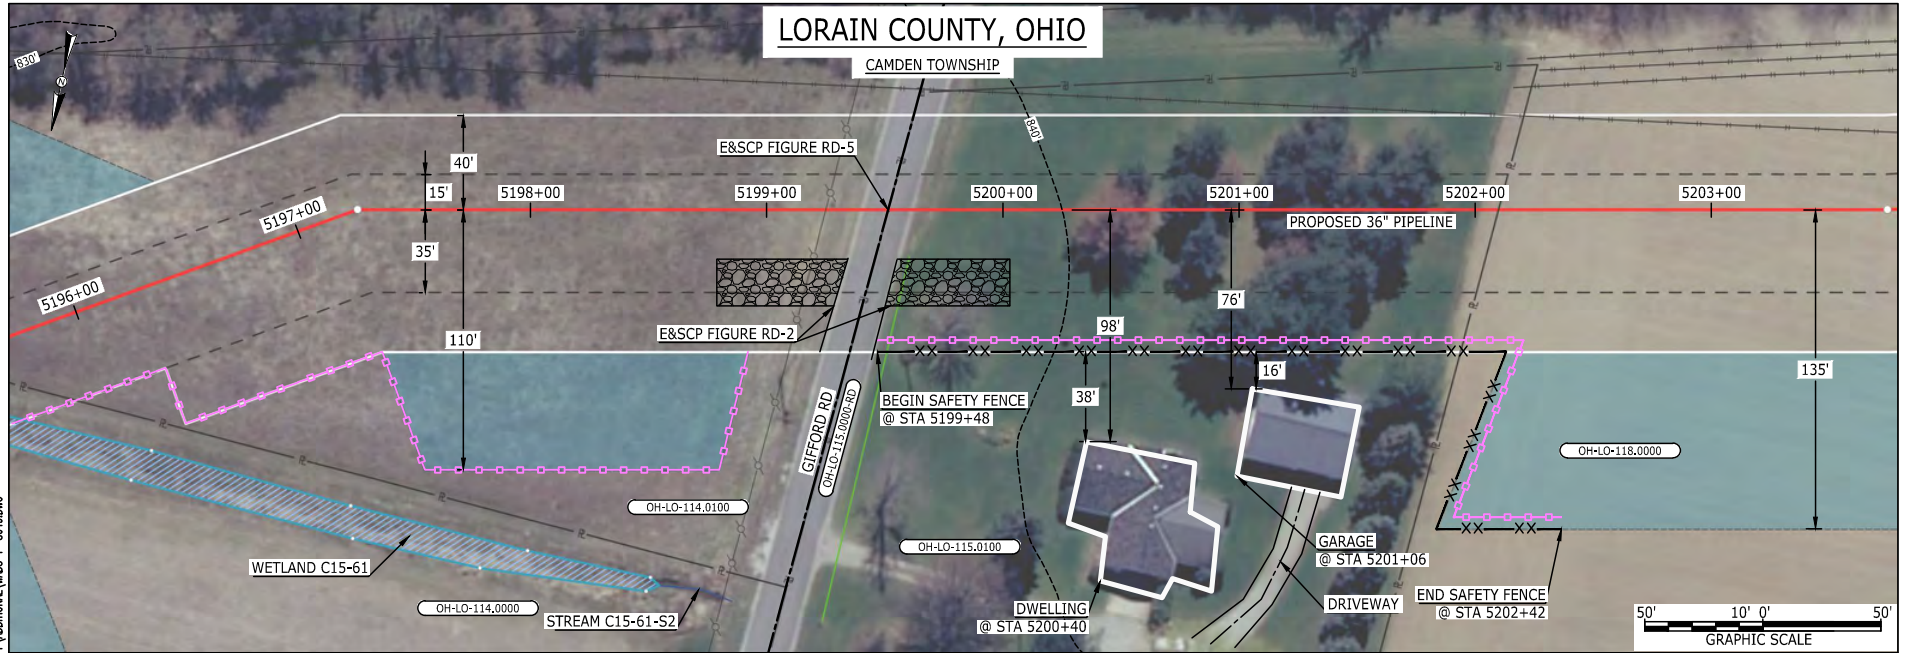 LORAIN COUNTY, OHIO
CAMDEN TOWNSHIP
830'
N
840'
E&SCP FIGURE RD-5
40'
15'
5198+00
5199+00
5200+00
5201+00
5202+00
5203+00
5197+00
PROPOSED 36" PIPELINE
35'
5196+00
76'
E&SCP FIGURE RD-2
98'
110'
16'
135'
38'
BEGIN SAFETY FENCE
@ STA 5199+48
GIFFORD RD
OH-LO-115.0000-RD
OH-LO-118.0000
OH-LO-114.0100
OH-LO-115.0100
GARAGE
@ STA 5201+06
WETLAND C15-61
OH-LO-114.0000
STREAM C15-61-S2
DWELLING
@ STA 5200+40
DRIVEWAY
END SAFETY FENCE
@ STA 5202+42
50' 10' 0' 50'
GRAPHIC SCALE